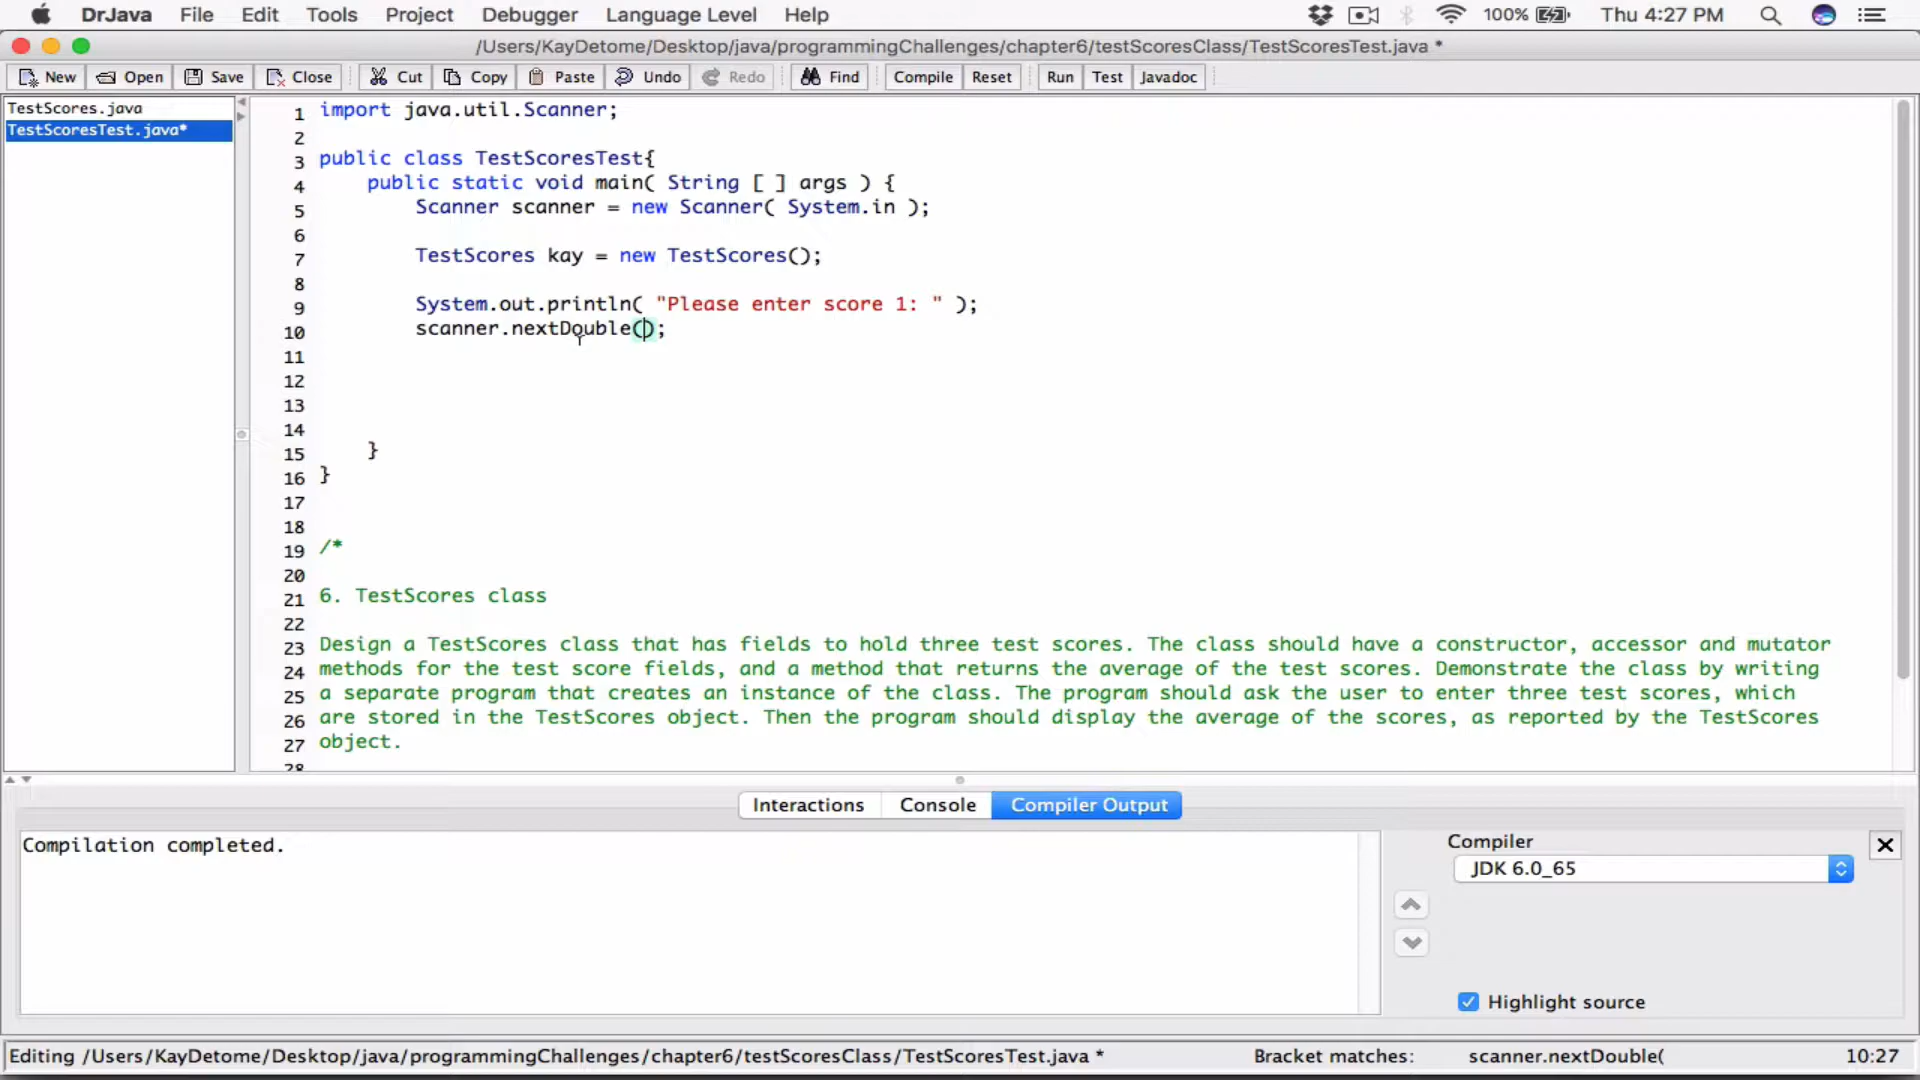 DrJava File Edit Tools Project Debugger Language Level Help 100% Thu 4:27 PM
/Users/KayDetome/Desktop/java/programmingChallenges/chapter6/testScoresClass/TestScoresTest.java *
New Open Save Close Cut Copy Paste Undo Redo Find Compile Reset Run Test Javadoc
TestScores.java
TestScoresTest.java*
1 import java.util.Scanner;
2
3 public class TestScoresTest{
4 public static void main( String [ ] args ) {
5 Scanner scanner = new Scanner( System.in );
6
7 TestScores kay = new TestScores();
8
9 System.out.println( "Please enter score 1: " );
10 scanner.nextDouble();
11
12
13
14
15 }
16 }
17
18
19 /*
20
21 6. TestScores class
22
23 Design a TestScores class that has fields to hold three test scores. The class should have a constructor, accessor and mutator
24 methods for the test score fields, and a method that returns the average of the test scores. Demonstrate the class by writing
25 a separate program that creates an instance of the class. The program should ask the user to enter three test scores, which
26 are stored in the TestScores object. Then the program should display the average of the scores, as reported by the TestScores
27 object.
28
Interactions Console Compiler Output
Compilation completed.
Compiler
JDK 6.0_65
Highlight source
Editing /Users/KayDetome/Desktop/java/programmingChallenges/chapter6/testScoresClass/TestScoresTest.java * Bracket matches: scanner.nextDouble( 10:27